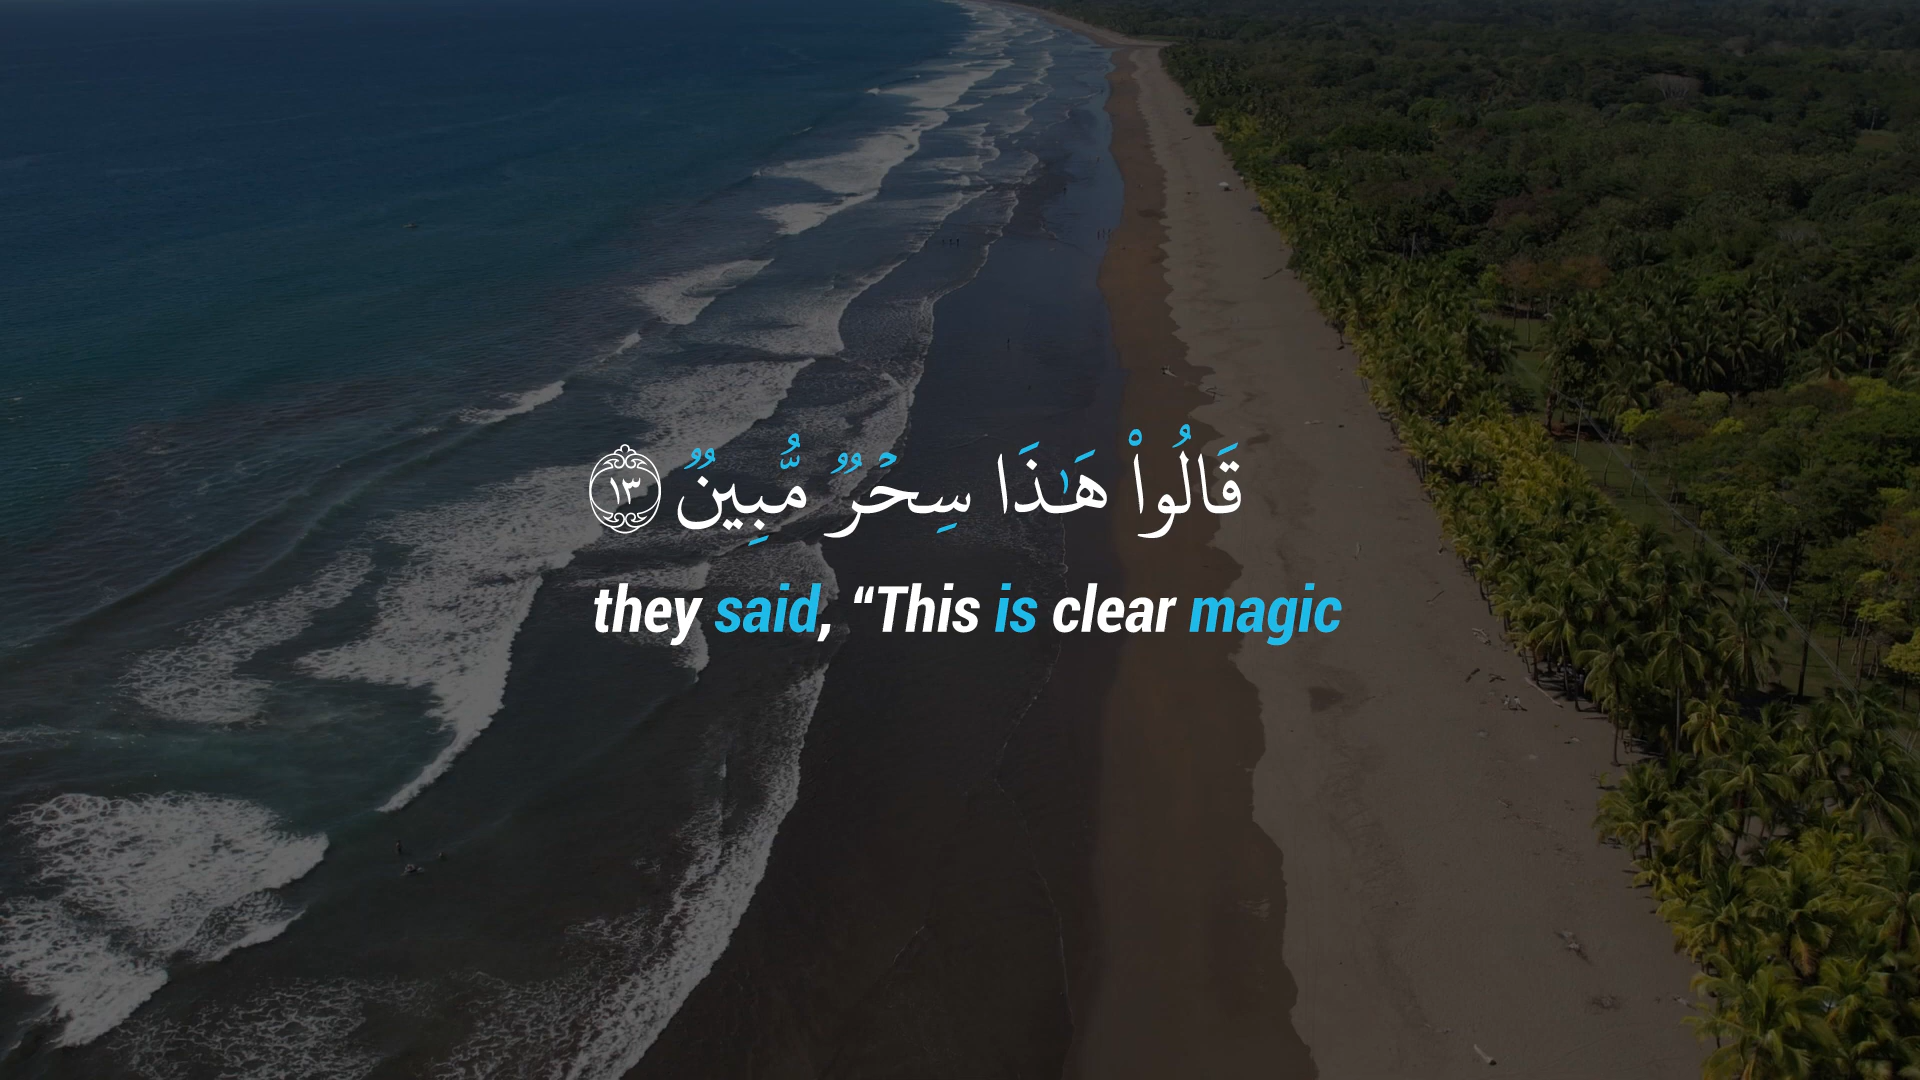 قَالُوا۟ هَـٰذَا سِحْرٌ مُّبِينٌ ١٣
they said, “This is clear magic